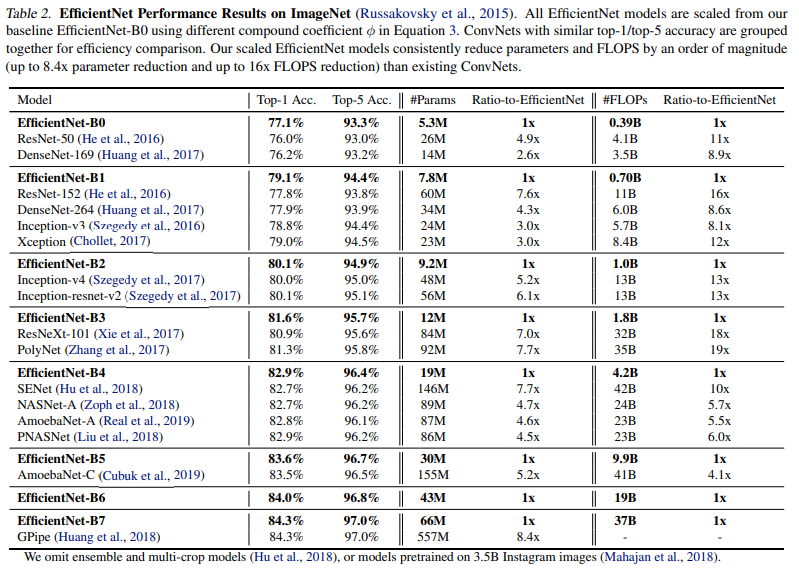 Table 2. EfficientNet Performance Results on ImageNet (Russakovsky et al., 2015). All EfficientNet models are scaled from our
baseline EfficientNet-B0 using different compound coefficient ϕ in Equation 3. ConvNets with similar top-1/top-5 accuracy are grouped
together for efficiency comparison. Our scaled EfficientNet models consistently reduce parameters and FLOPS by an order of magnitude
(up to 8.4x parameter reduction and up to 16x FLOPS reduction) than existing ConvNets.
Model Top-1 Acc. Top-5 Acc. #Params Ratio-to-EfficientNet #FLOPs Ratio-to-EfficientNet
EfficientNet-B0 77.1% 93.3% 5.3M 1x 0.39B 1x
ResNet-50 (He et al., 2016) 76.0% 93.0% 26M 4.9x 4.1B 11x
DenseNet-169 (Huang et al., 2017) 76.2% 93.2% 14M 2.6x 3.5B 8.9x
EfficientNet-B1 79.1% 94.4% 7.8M 1x 0.70B 1x
ResNet-152 (He et al., 2016) 77.8% 93.8% 60M 7.6x 11B 16x
DenseNet-264 (Huang et al., 2017) 77.9% 93.9% 34M 4.3x 6.0B 8.6x
Inception-v3 (Szegedy et al., 2016) 78.8% 94.4% 24M 3.0x 5.7B 8.1x
Xception (Chollet, 2017) 79.0% 94.5% 23M 3.0x 8.4B 12x
EfficientNet-B2 80.1% 94.9% 9.2M 1x 1.0B 1x
Inception-v4 (Szegedy et al., 2017) 80.0% 95.0% 48M 5.2x 13B 13x
Inception-resnet-v2 (Szegedy et al., 2017) 80.1% 95.1% 56M 6.1x 13B 13x
EfficientNet-B3 81.6% 95.7% 12M 1x 1.8B 1x
ResNeXt-101 (Xie et al., 2017) 80.9% 95.6% 84M 7.0x 32B 18x
PolyNet (Zhang et al., 2017) 81.3% 95.8% 92M 7.7x 35B 19x
EfficientNet-B4 82.9% 96.4% 19M 1x 4.2B 1x
SENet (Hu et al., 2018) 82.7% 96.2% 146M 7.7x 42B 10x
NASNet-A (Zoph et al., 2018) 82.7% 96.2% 89M 4.7x 24B 5.7x
AmoebaNet-A (Real et al., 2019) 82.8% 96.1% 87M 4.6x 23B 5.5x
PNASNet (Liu et al., 2018) 82.9% 96.2% 86M 4.5x 23B 6.0x
EfficientNet-B5 83.6% 96.7% 30M 1x 9.9B 1x
AmoebaNet-C (Cubuk et al., 2019) 83.5% 96.5% 155M 5.2x 41B 4.1x
EfficientNet-B6 84.0% 96.8% 43M 1x 19B 1x
EfficientNet-B7 84.3% 97.0% 66M 1x 37B 1x
GPipe (Huang et al., 2018) 84.3% 97.0% 557M 8.4x - -
We omit ensemble and multi-crop models (Hu et al., 2018), or models pretrained on 3.5B Instagram images (Mahajan et al., 2018).